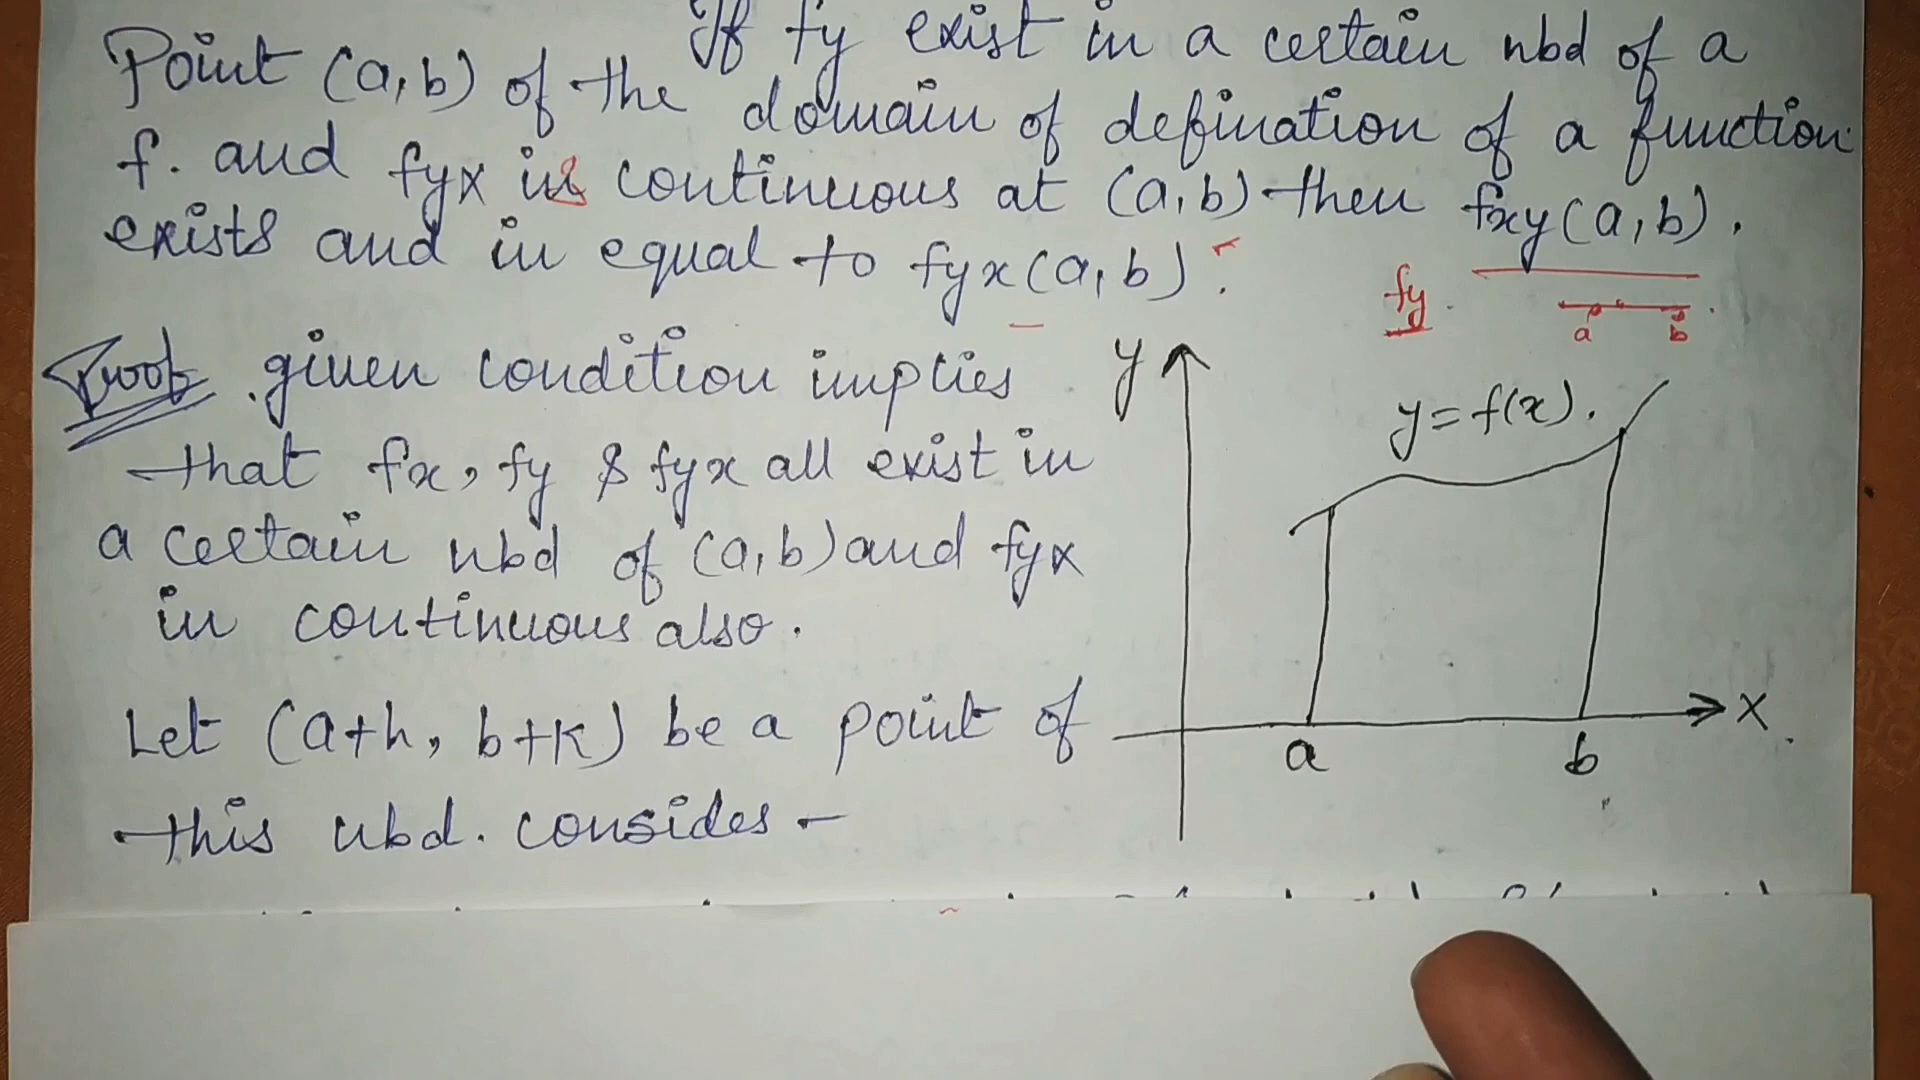 If fy exist in a certain nbd of a
Point (a,b) of the domain of defination of a function
f. and fyx is continuous at (a,b) then fxy(a,b).
exists and in equal to fyx(a,b).
fy.
a b
Proof. given condition implies
that fx, fy & fyx all exist in
a certain nbd of (a,b) and fyx
in continuous also.
Let (a+h, b+k) be a point of
this nbd. consider -
y
y=f(x).
x
a b